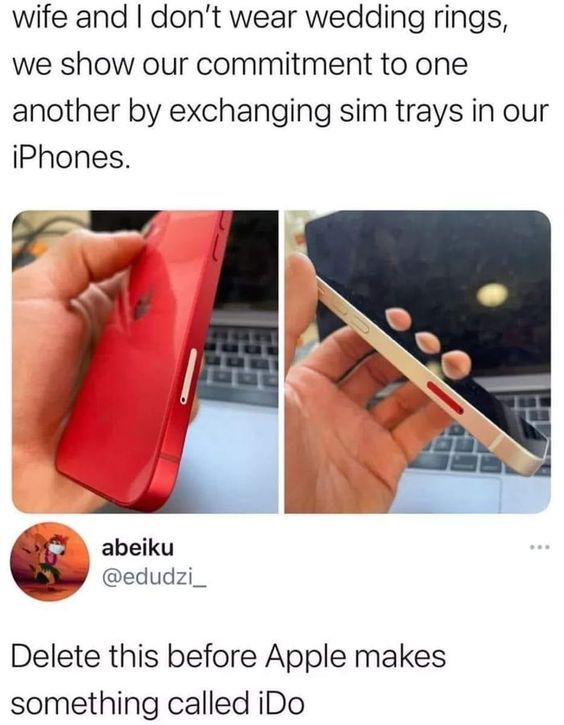 wife and I don’t wear wedding rings,
we show our commitment to one
another by exchanging sim trays in our
iPhones.
abeiku
@edudzi_
Delete this before Apple makes
something called iDo